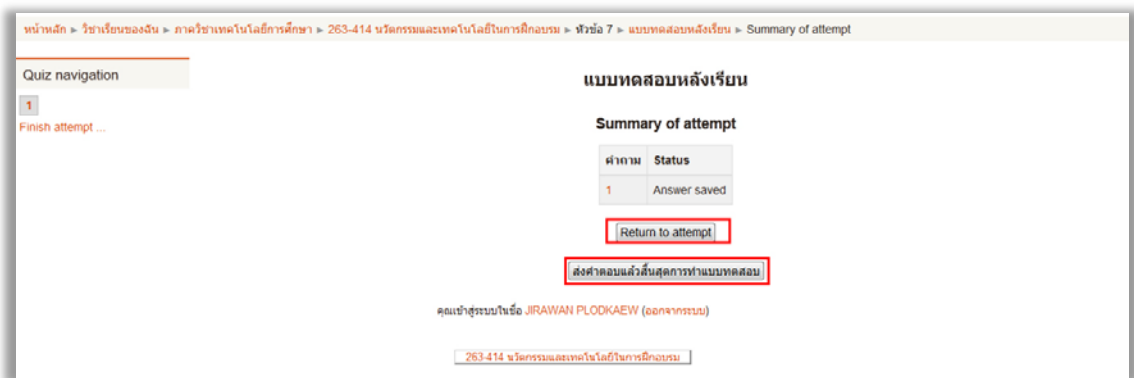 หน้าหลัก ► วิชาเรียนของฉัน ► ภาควิชาเทคโนโลยีการศึกษา ► 263-414 นวัตกรรมและเทคโนโลยีในการฝึกอบรม ► หัวข้อ 7 ► แบบทดสอบหลังเรียน ► Summary of attempt
Quiz navigation
1
Finish attempt ...
แบบทดสอบหลังเรียน
Summary of attempt
คำถาม Status
1 Answer saved
Return to attempt
ส่งคำตอบแล้วสิ้นสุดการทำแบบทดสอบ
คุณเข้าสู่ระบบในชื่อ JIRAWAN PLODKAEW (ออกจากระบบ)
263-414 นวัตกรรมและเทคโนโลยีในการฝึกอบรม